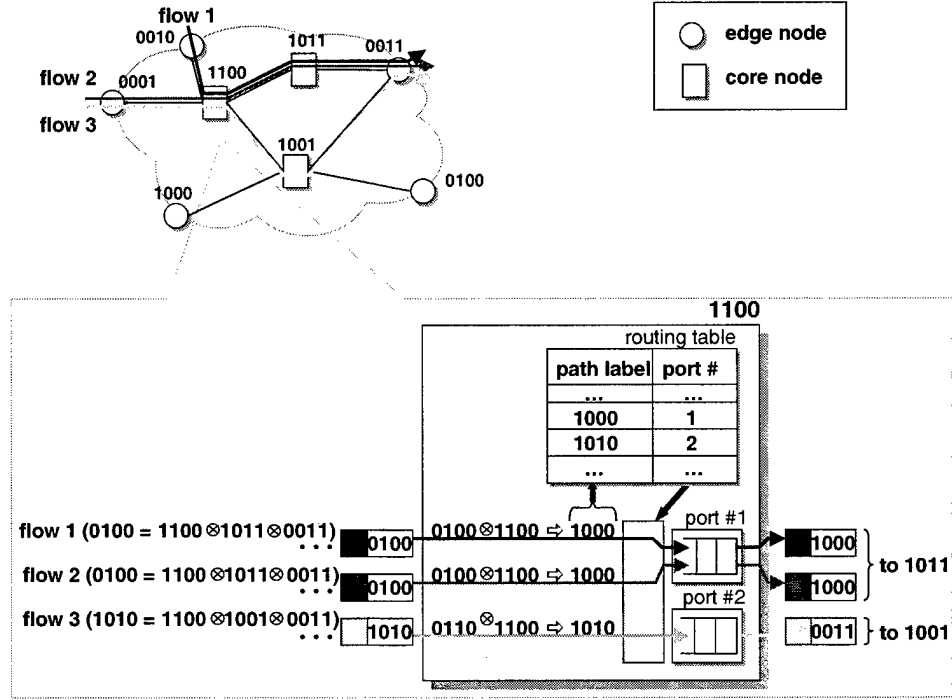 flow 1
0010
1011
0011
edge node
flow 2
0001
1100
core node
flow 3
1001
1000
0100
1100
routing table
path label port #
... ...
1000 1
1010 2
... ...
flow 1 (0100 = 1100⊗1011⊗0011)
... 0100 0100⊗1100 ⇨ 1000 port #1 1000
flow 2 (0100 = 1100⊗1011⊗0011) to 1011
... 0100 0100⊗1100 ⇨ 1000 1000
port #2
flow 3 (1010 = 1100⊗1001⊗0011)
... 1010 0110⊗1100 ⇨ 1010 0011 to 1001